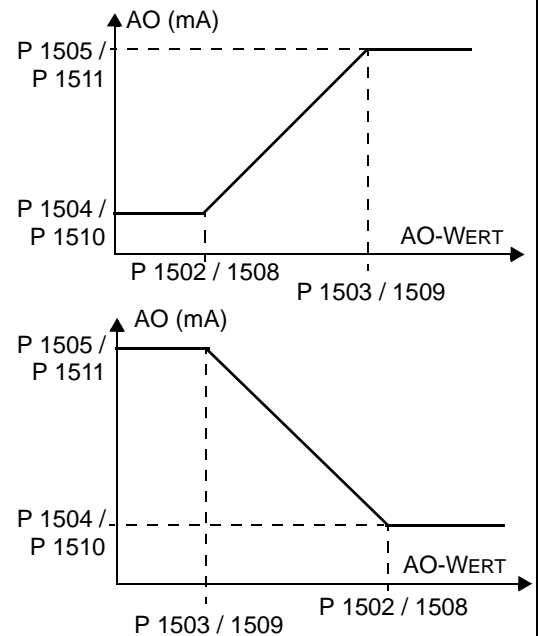 AO (mA)
P 1505 /
P 1511
P 1504 /
P 1510
AO-WERT
P 1502 / 1508
P 1503 / 1509
AO (mA)
P 1505 /
P 1511
P 1504 /
P 1510
AO-WERT
P 1502 / 1508
P 1503 / 1509